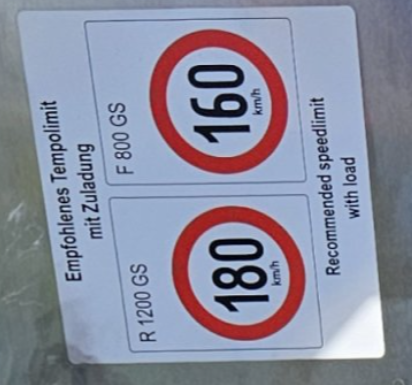 Empfohlenes Tempolimit
mit Zuladung
R 1200 GS
180
km/h
F 800 GS
160
km/h
Recommended speedlimit
with load